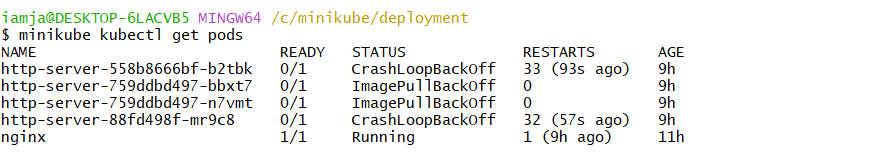 iamja@DESKTOP-6LACVB5 MINGW64 /c/minikube/deployment
$ minikube kubectl get pods
NAME READY STATUS RESTARTS AGE
http-server-558b8666bf-b2tbk 0/1 CrashLoopBackOff 33 (93s ago) 9h
http-server-759ddbd497-bbxt7 0/1 ImagePullBackOff 0 9h
http-server-759ddbd497-n7vmt 0/1 ImagePullBackOff 0 9h
http-server-88fd498f-mr9c8 0/1 CrashLoopBackOff 32 (57s ago) 9h
nginx 1/1 Running 1 (9h ago) 11h